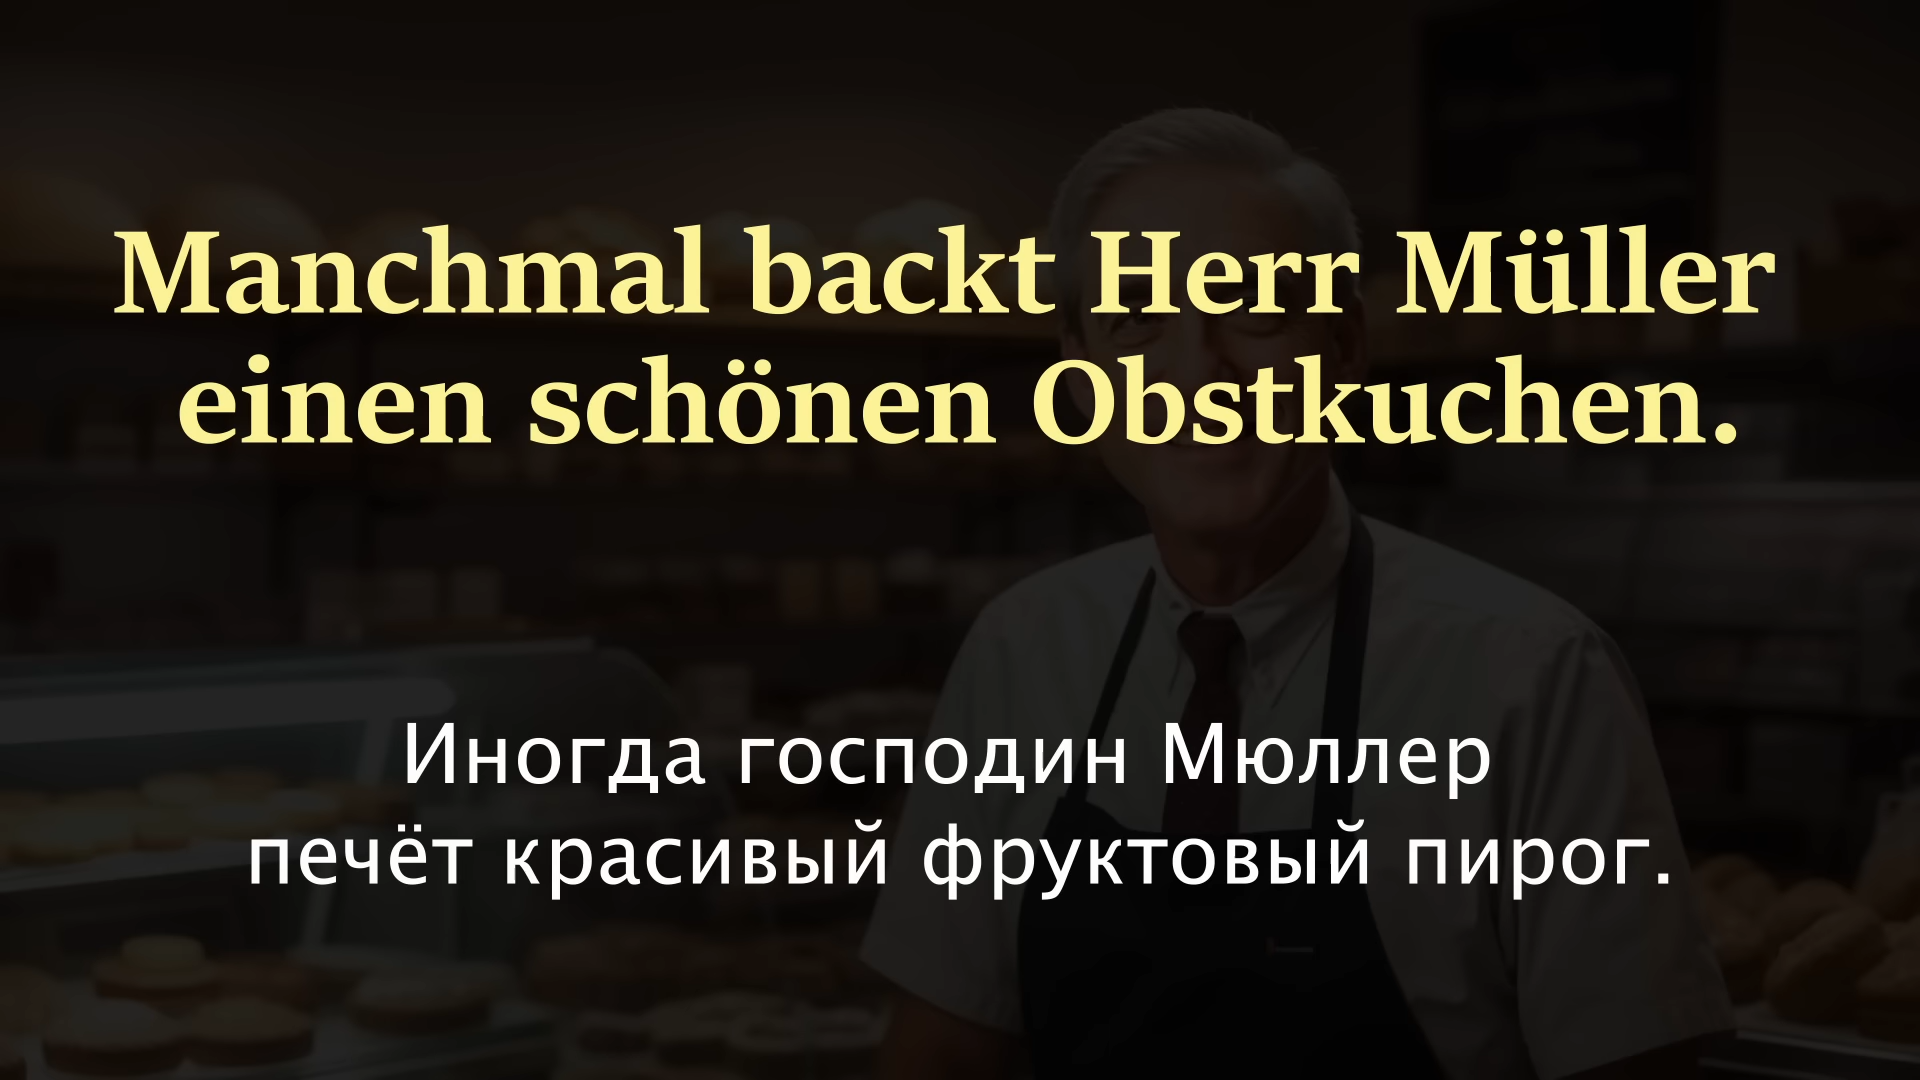 Manchmal backt Herr Müller
einen schönen Obstkuchen.
Иногда господин Мюллер
печёт красивый фруктовый пирог.